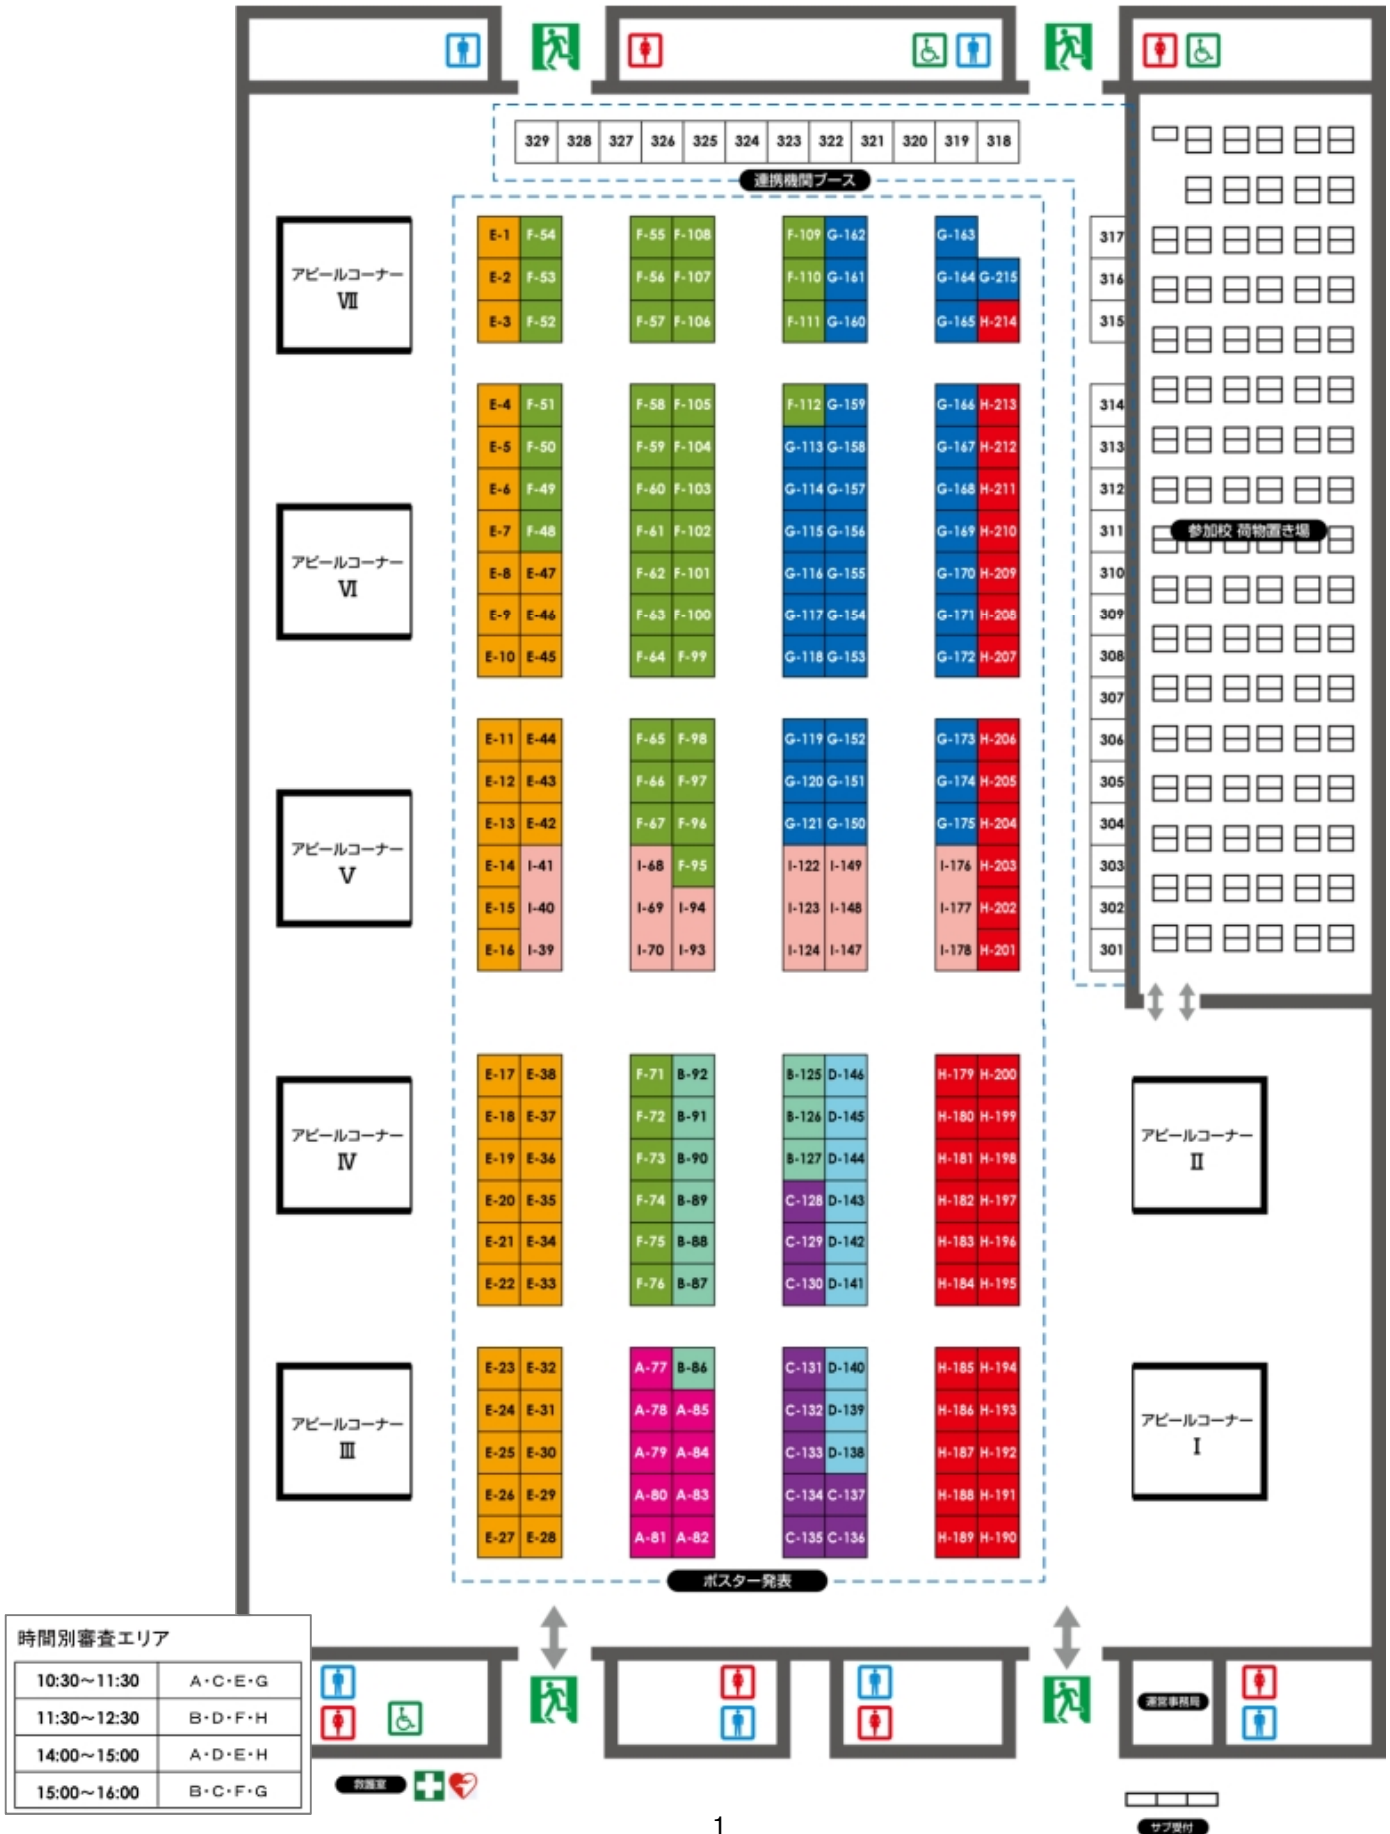 329 328 327 326 325 324 323 322 321 320 319 318
連携機関ブース
E-1 F-54 F-55 F-108 F-109 G-162 G-163 317
アピールコーナー
Ⅶ
E-2 F-53 F-56 F-107 F-110 G-161 G-164 G-215 316
E-3 F-52 F-57 F-106 F-111 G-160 G-165 H-214 315
E-4 F-51 F-58 F-105 F-112 G-159 G-166 H-213 314
E-5 F-50 F-59 F-104 G-113 G-158 G-167 H-212 313
E-6 F-49 F-60 F-103 G-114 G-157 G-168 H-211 312
E-7 F-48 F-61 F-102 G-115 G-156 G-169 H-210 311
参加校 荷物置き場
アピールコーナー
Ⅵ
E-8 E-47 F-62 F-101 G-116 G-155 G-170 H-209 310
E-9 E-46 F-63 F-100 G-117 G-154 G-171 H-208 309
E-10 E-45 F-64 F-99 G-118 G-153 G-172 H-207 308
307
E-11 E-44 F-65 F-98 G-119 G-152 G-173 H-206 306
E-12 E-43 F-66 F-97 G-120 G-151 G-174 H-205 305
E-13 E-42 F-67 F-96 G-121 G-150 G-175 H-204 304
アピールコーナー
Ⅴ
E-14 I-41 I-68 F-95 I-122 I-149 I-176 H-203 303
E-15 I-40 I-69 I-94 I-123 I-148 I-177 H-202 302
E-16 I-39 I-70 I-93 I-124 I-147 I-178 H-201 301
E-17 E-38 F-71 B-92 B-125 D-146 H-179 H-200
E-18 E-37 F-72 B-91 B-126 D-145 H-180 H-199
アピールコーナー
Ⅳ
アピールコーナー
Ⅱ
E-19 E-36 F-73 B-90 B-127 D-144 H-181 H-198
E-20 E-35 F-74 B-89 C-128 D-143 H-182 H-197
E-21 E-34 F-75 B-88 C-129 D-142 H-183 H-196
E-22 E-33 F-76 B-87 C-130 D-141 H-184 H-195
E-23 E-32 A-77 B-86 C-131 D-140 H-185 H-194
E-24 E-31 A-78 A-85 C-132 D-139 H-186 H-193
アピールコーナー
Ⅲ
アピールコーナー
Ⅰ
E-25 E-30 A-79 A-84 C-133 D-138 H-187 H-192
E-26 E-29 A-80 A-83 C-134 C-137 H-188 H-191
E-27 E-28 A-81 A-82 C-135 C-136 H-189 H-190
ポスター発表
時間別審査エリア
10:30～11:30 A・C・E・G
11:30～12:30 B・D・F・H
14:00～15:00 A・D・E・H
15:00～16:00 B・C・F・G
運営事務局
救護室
サブ受付
1